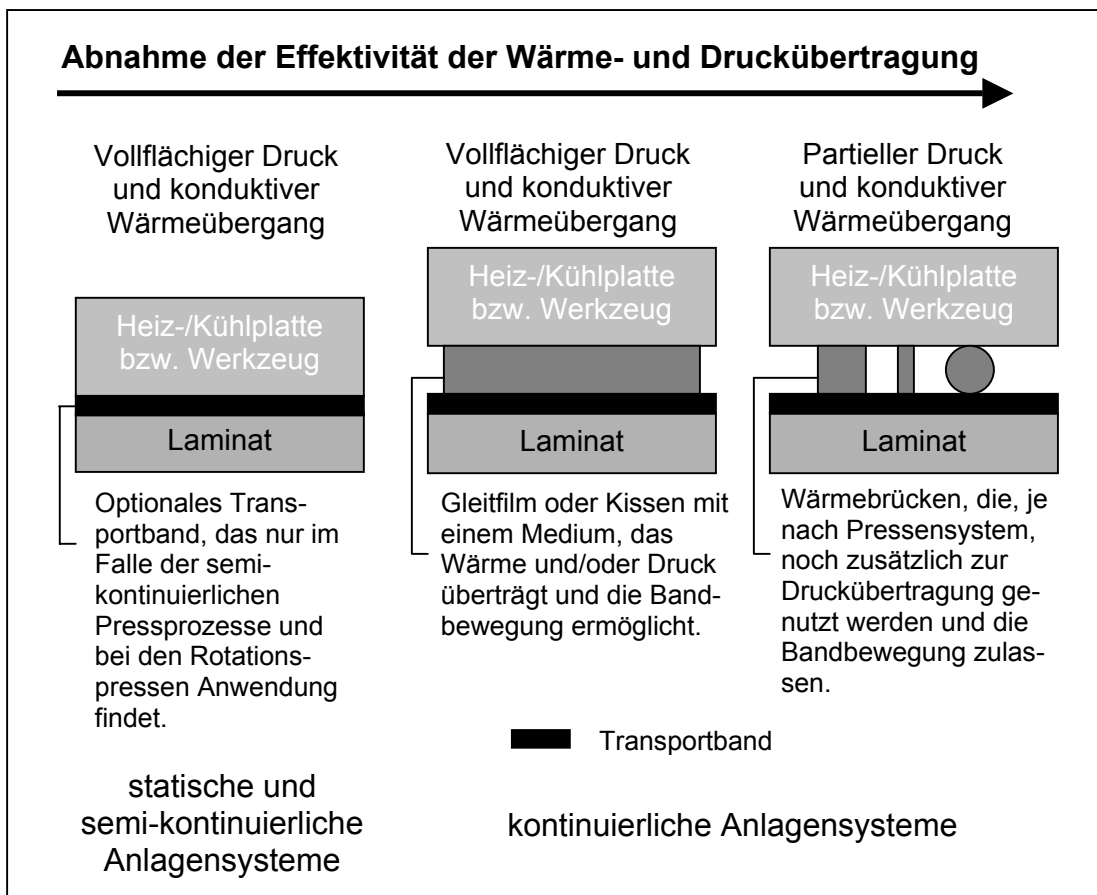 Abnahme der Effektivität der Wärme- und Druckübertragung
Vollflächiger Druck
und konduktiver
Wärmeübergang
Heiz-/Kühlplatte
bzw. Werkzeug
Laminat
Optionales Trans-
portband, das nur im
Falle der semi-
kontinuierlichen
Pressprozesse und
bei den Rotations-
pressen Anwendung
findet.
statische und
semi-kontinuierliche
Anlagensysteme
Vollflächiger Druck
und konduktiver
Wärmeübergang
Heiz-/Kühlplatte
bzw. Werkzeug
Laminat
Gleitfilm oder Kissen mit
einem Medium, das
Wärme und/oder Druck
überträgt und die Band-
bewegung ermöglicht.
Partieller Druck
und konduktiver
Wärmeübergang
Heiz-/Kühlplatte
bzw. Werkzeug
Laminat
Wärmebrücken, die, je
nach Pressensystem,
noch zusätzlich zur
Druckübertragung ge-
nutzt werden und die
Bandbewegung zulas-
sen.
Transportband
kontinuierliche Anlagensysteme